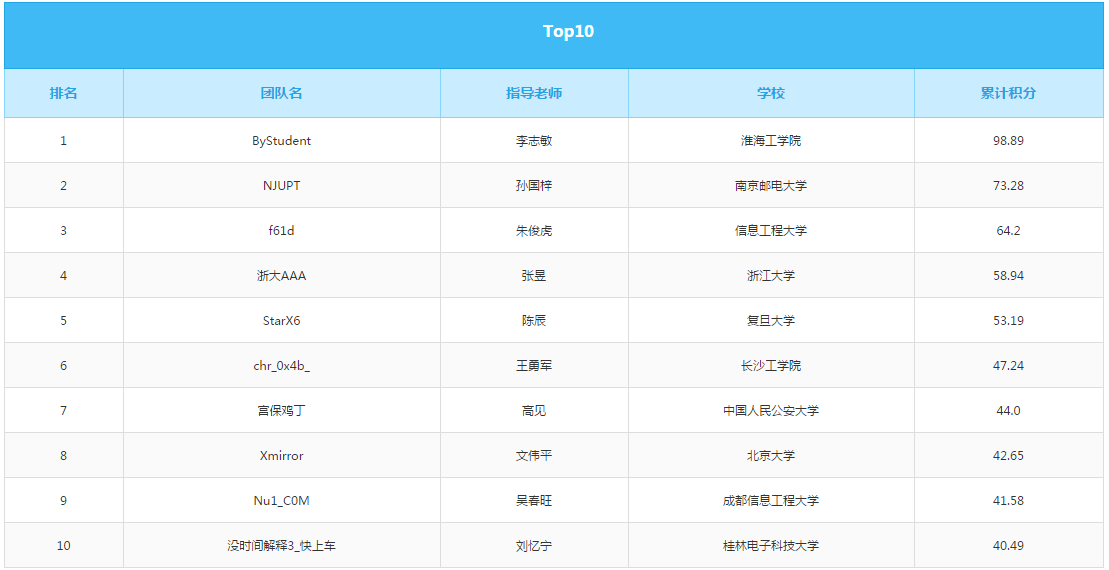 Top10
排名 团队名 指导老师 学校 累计积分
1 ByStudent 李志敏 淮海工学院 98.89
2 NJUPT 孙国梓 南京邮电大学 73.28
3 f61d 朱俊虎 信息工程大学 64.2
4 浙大AAA 张昱 浙江大学 58.94
5 StarX6 陈辰 复旦大学 53.19
6 chr_0x4b_ 王勇军 长沙工学院 47.24
7 宫保鸡丁 高见 中国人民公安大学 44.0
8 Xmirror 文伟平 北京大学 42.65
9 Nu1_C0M 吴春旺 成都信息工程大学 41.58
10 没时间解释3_快上车 刘忆宁 桂林电子科技大学 40.49